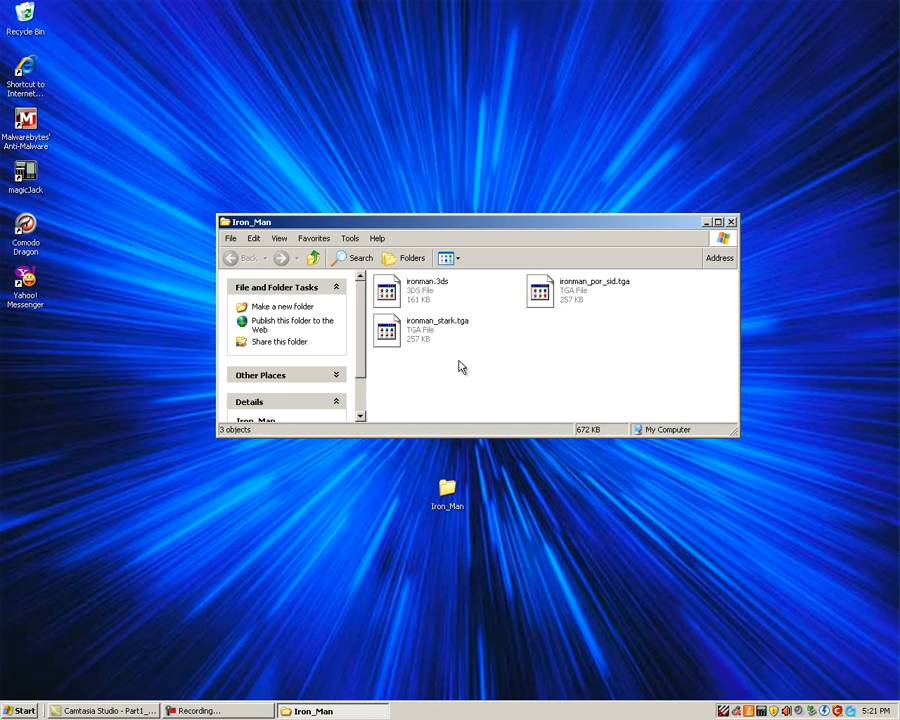 Recycle Bin
Shortcut to
Internet...
Malwarebytes'
Anti-Malware
magicJack
Comodo
Dragon
Yahoo!
Messenger
Iron_Man
File Edit View Favorites Tools Help
Back Search Folders Address
File and Folder Tasks
Make a new folder
Publish this folder to the
Web
Share this folder
Other Places
Details
Iron_Man
ironman.3ds
3DS File
161 KB
ironman_por_sid.tga
TGA File
257 KB
ironman_stark.tga
TGA File
257 KB
3 objects 672 KB My Computer
Iron_Man
Start Camtasia Studio - Part1_... Recording... Iron_Man 5:21 PM